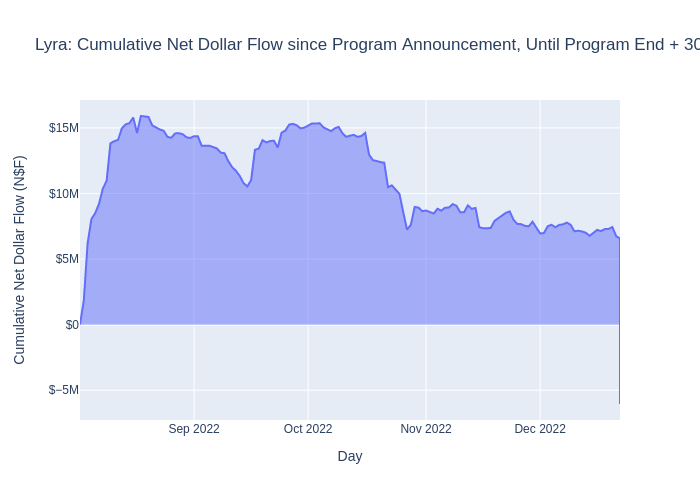 Lyra: Cumulative Net Dollar Flow since Program Announcement, Until Program End + 30
Cumulative Net Dollar Flow (N$F)
$15M
$10M
$5M
$0
$−5M
Sep 2022
Oct 2022
Nov 2022
Dec 2022
Day